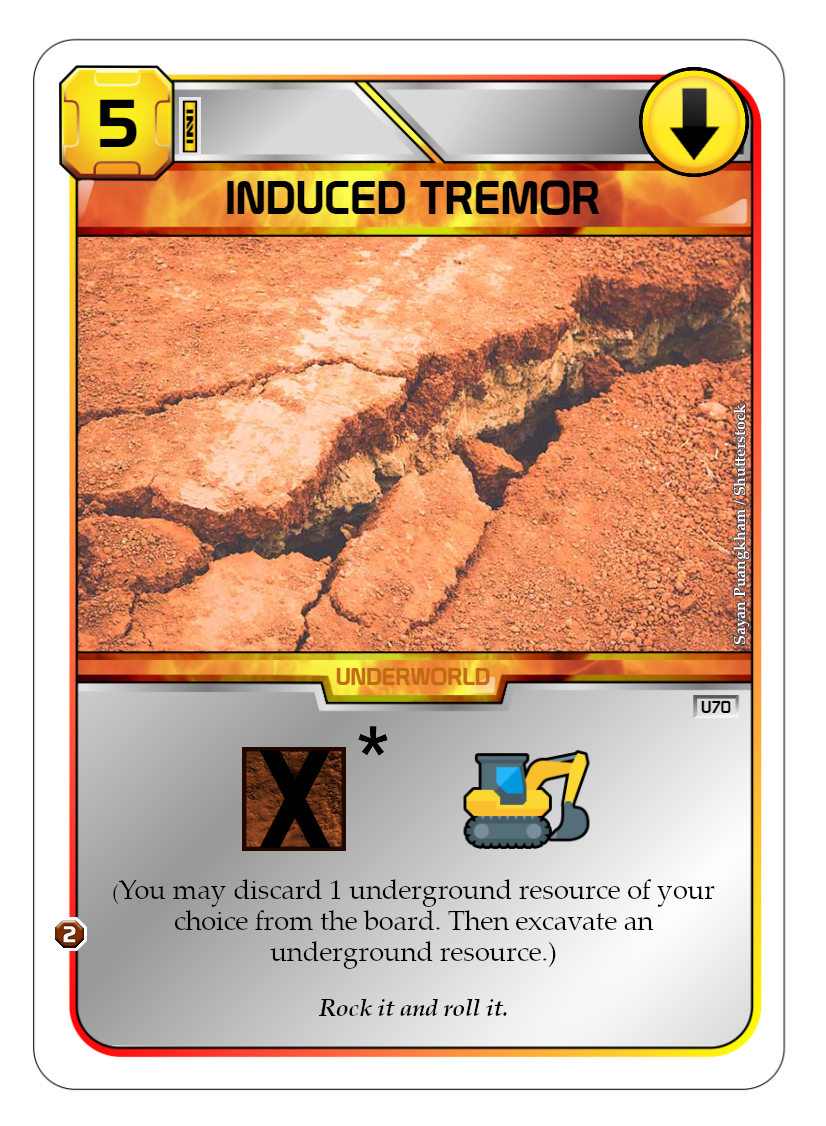 5
INDUCED TREMOR
Sayan Puangkham / Shutterstock
UNDERWORLD
U70
X*
(You may discard 1 underground resource of your
choice from the board. Then excavate an
underground resource.)
2
Rock it and roll it.